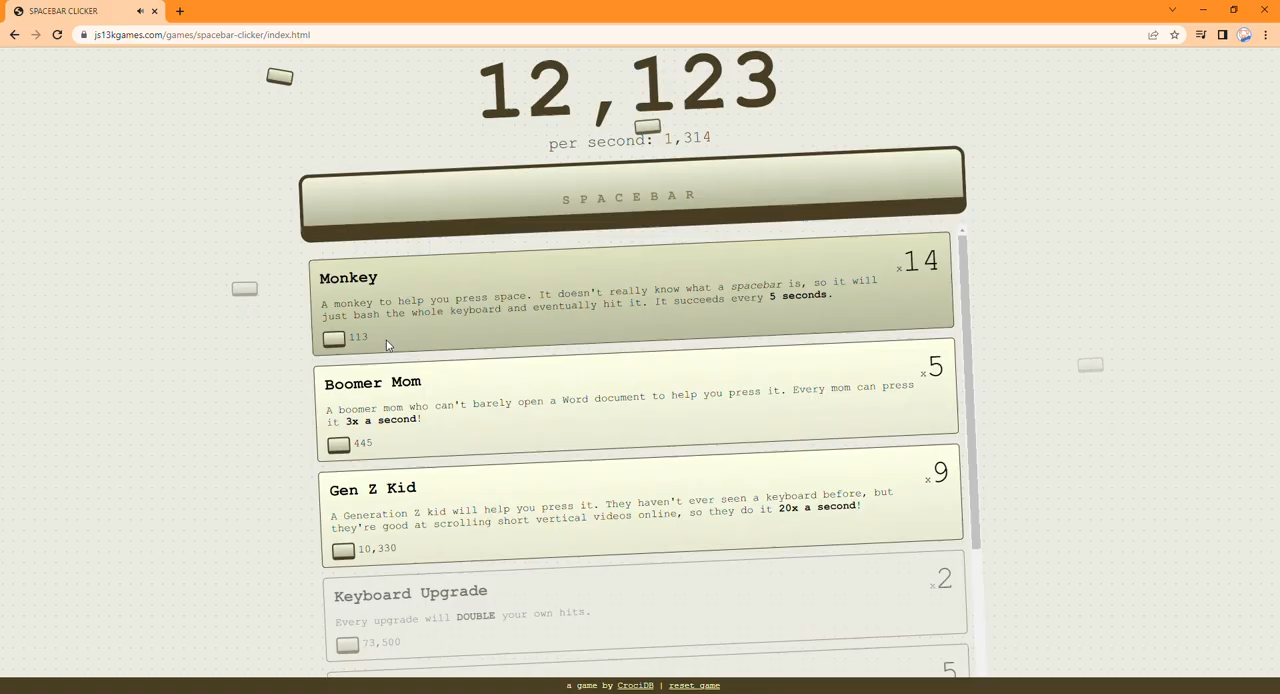 SPACEBAR CLICKER
js13kgames.com/games/spacebar-clicker/index.html
12,123
per second: 1,314
SPACEBAR
Monkey
x14
A monkey to help you press space. It doesn't really know what a spacebar is, so it will
just bash the whole keyboard and eventually hit it. It succeeds every 5 seconds.
113
Boomer Mom
x5
A boomer mom who can't barely open a Word document to help you press it. Every mom can press
it 3x a second!
445
Gen Z Kid
x9
A Generation Z kid will help you press it. They haven't ever seen a keyboard before, but
they're good at scrolling short vertical videos online, so they do it 20x a second!
10,330
Keyboard Upgrade
x2
Every upgrade will DOUBLE your own hits.
73,500
5
a game by CrociDB | reset game